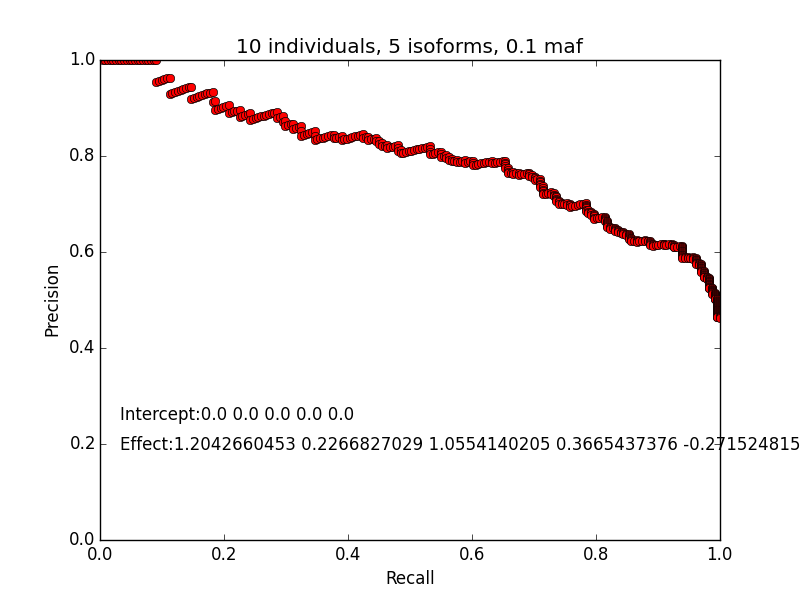 10 individuals, 5 isoforms, 0.1 maf
1.0
0.8
0.6
0.4
0.2
0.0
Precision
Intercept:0.0 0.0 0.0 0.0 0.0
Effect:1.2042660453 0.2266827029 1.0554140205 0.3665437376 -0.271524815
0.0 0.2 0.4 0.6 0.8 1.0
Recall